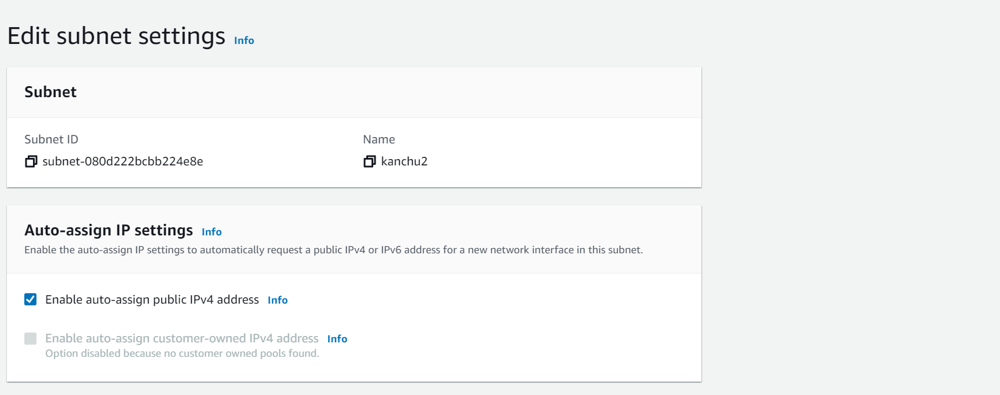 Edit subnet settings Info
Subnet
Subnet ID
Name
subnet-080d222bcbb224e8e
kanchu2
Auto-assign IP settings Info
Enable the auto-assign IP settings to automatically request a public IPv4 or IPv6 address for a new network interface in this subnet.
Enable auto-assign public IPv4 address Info
Enable auto-assign customer-owned IPv4 address Info
Option disabled because no customer owned pools found.